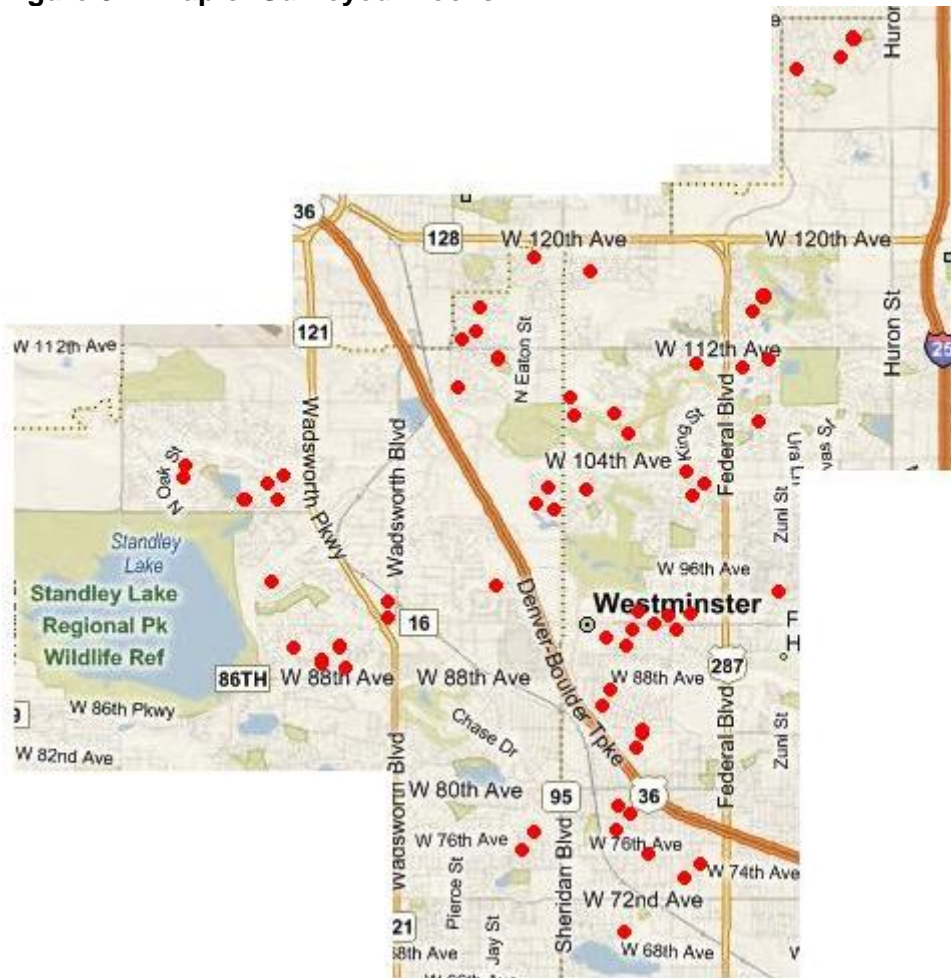 Huron
36
128
W 120th Ave
W 120th Ave
121
W 112th Ave
W 112th Ave
25
N Eaton St
Huron St
Federal Blvd
King St
N Oak St
Wadsworth Pkwy
Wadsworth Blvd
W 104th Ave
Zuni St
Standley
Lake
Standley Lake
Regional Pk
Wildlife Ref
W 96th Ave
Westminster
F
H
16
Denver-Boulder Tpke
287
86TH
W 88th Ave
W 88th Ave
W 88th Ave
9
W 86th Pkwy
Chase Dr
Zuni St
W 82nd Ave
Federal Blvd
Wadsworth Blvd
W 80th Ave
95
36
W 76th Ave
W 76th Ave
W 74th Ave
Pierce St
Sheridan Blvd
W 72nd Ave
21
Jay St
68th Ave
W 68th Ave